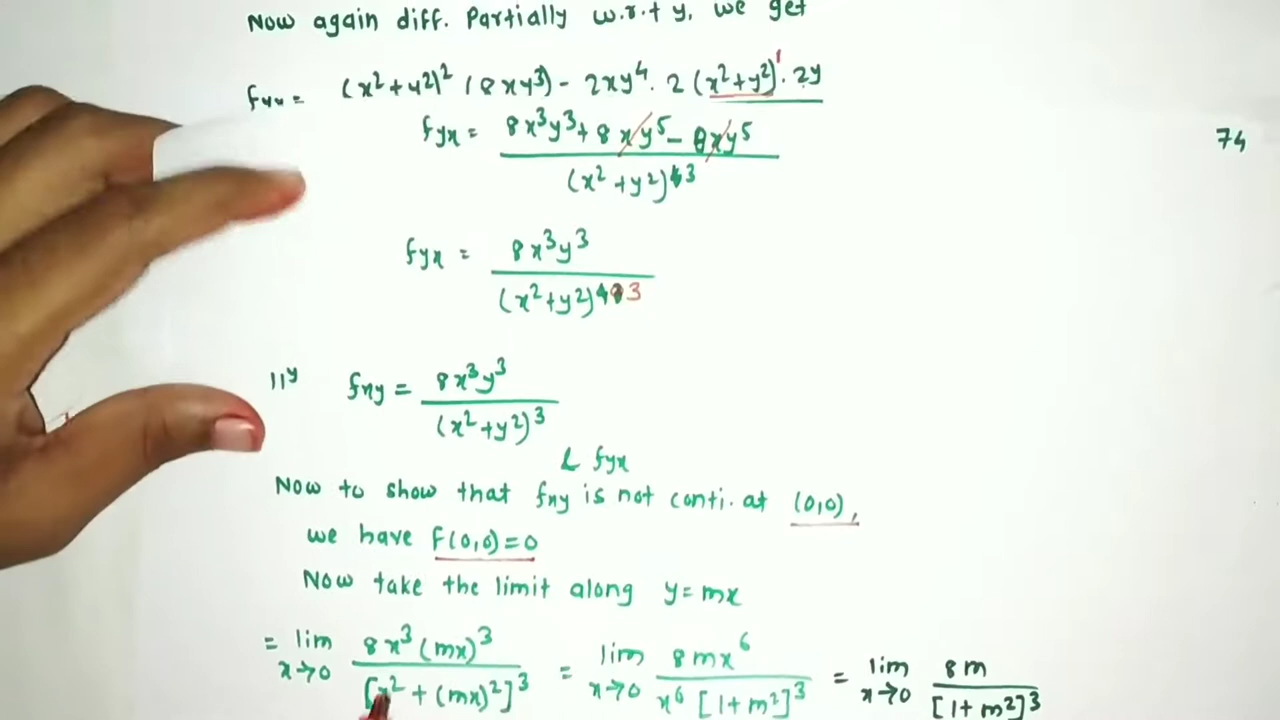 Now again diff. Partially w.r.t y, we get
fyx = (x²+y²)² (8xy³) - 2xy⁴. 2 (x²+y²)¹. 2y
fyx = 8x³y³ + 8xy⁵ - 8xy⁵ / (x²+y²)³
74
fyx = 8x³y³ / (x²+y²)³
11y fxy = 8x³y³ / (x²+y²)³
& fyx
Now to show that fxy is not conti. at (0,0),
we have F(0,0)=0
Now take the limit along y=mx
= lim x→0 8x³(mx)³ / [x²+(mx)²]³ = lim x→0 8mx⁶ / x⁶ [1+m²]³ = lim x→0 8m / [1+m²]³